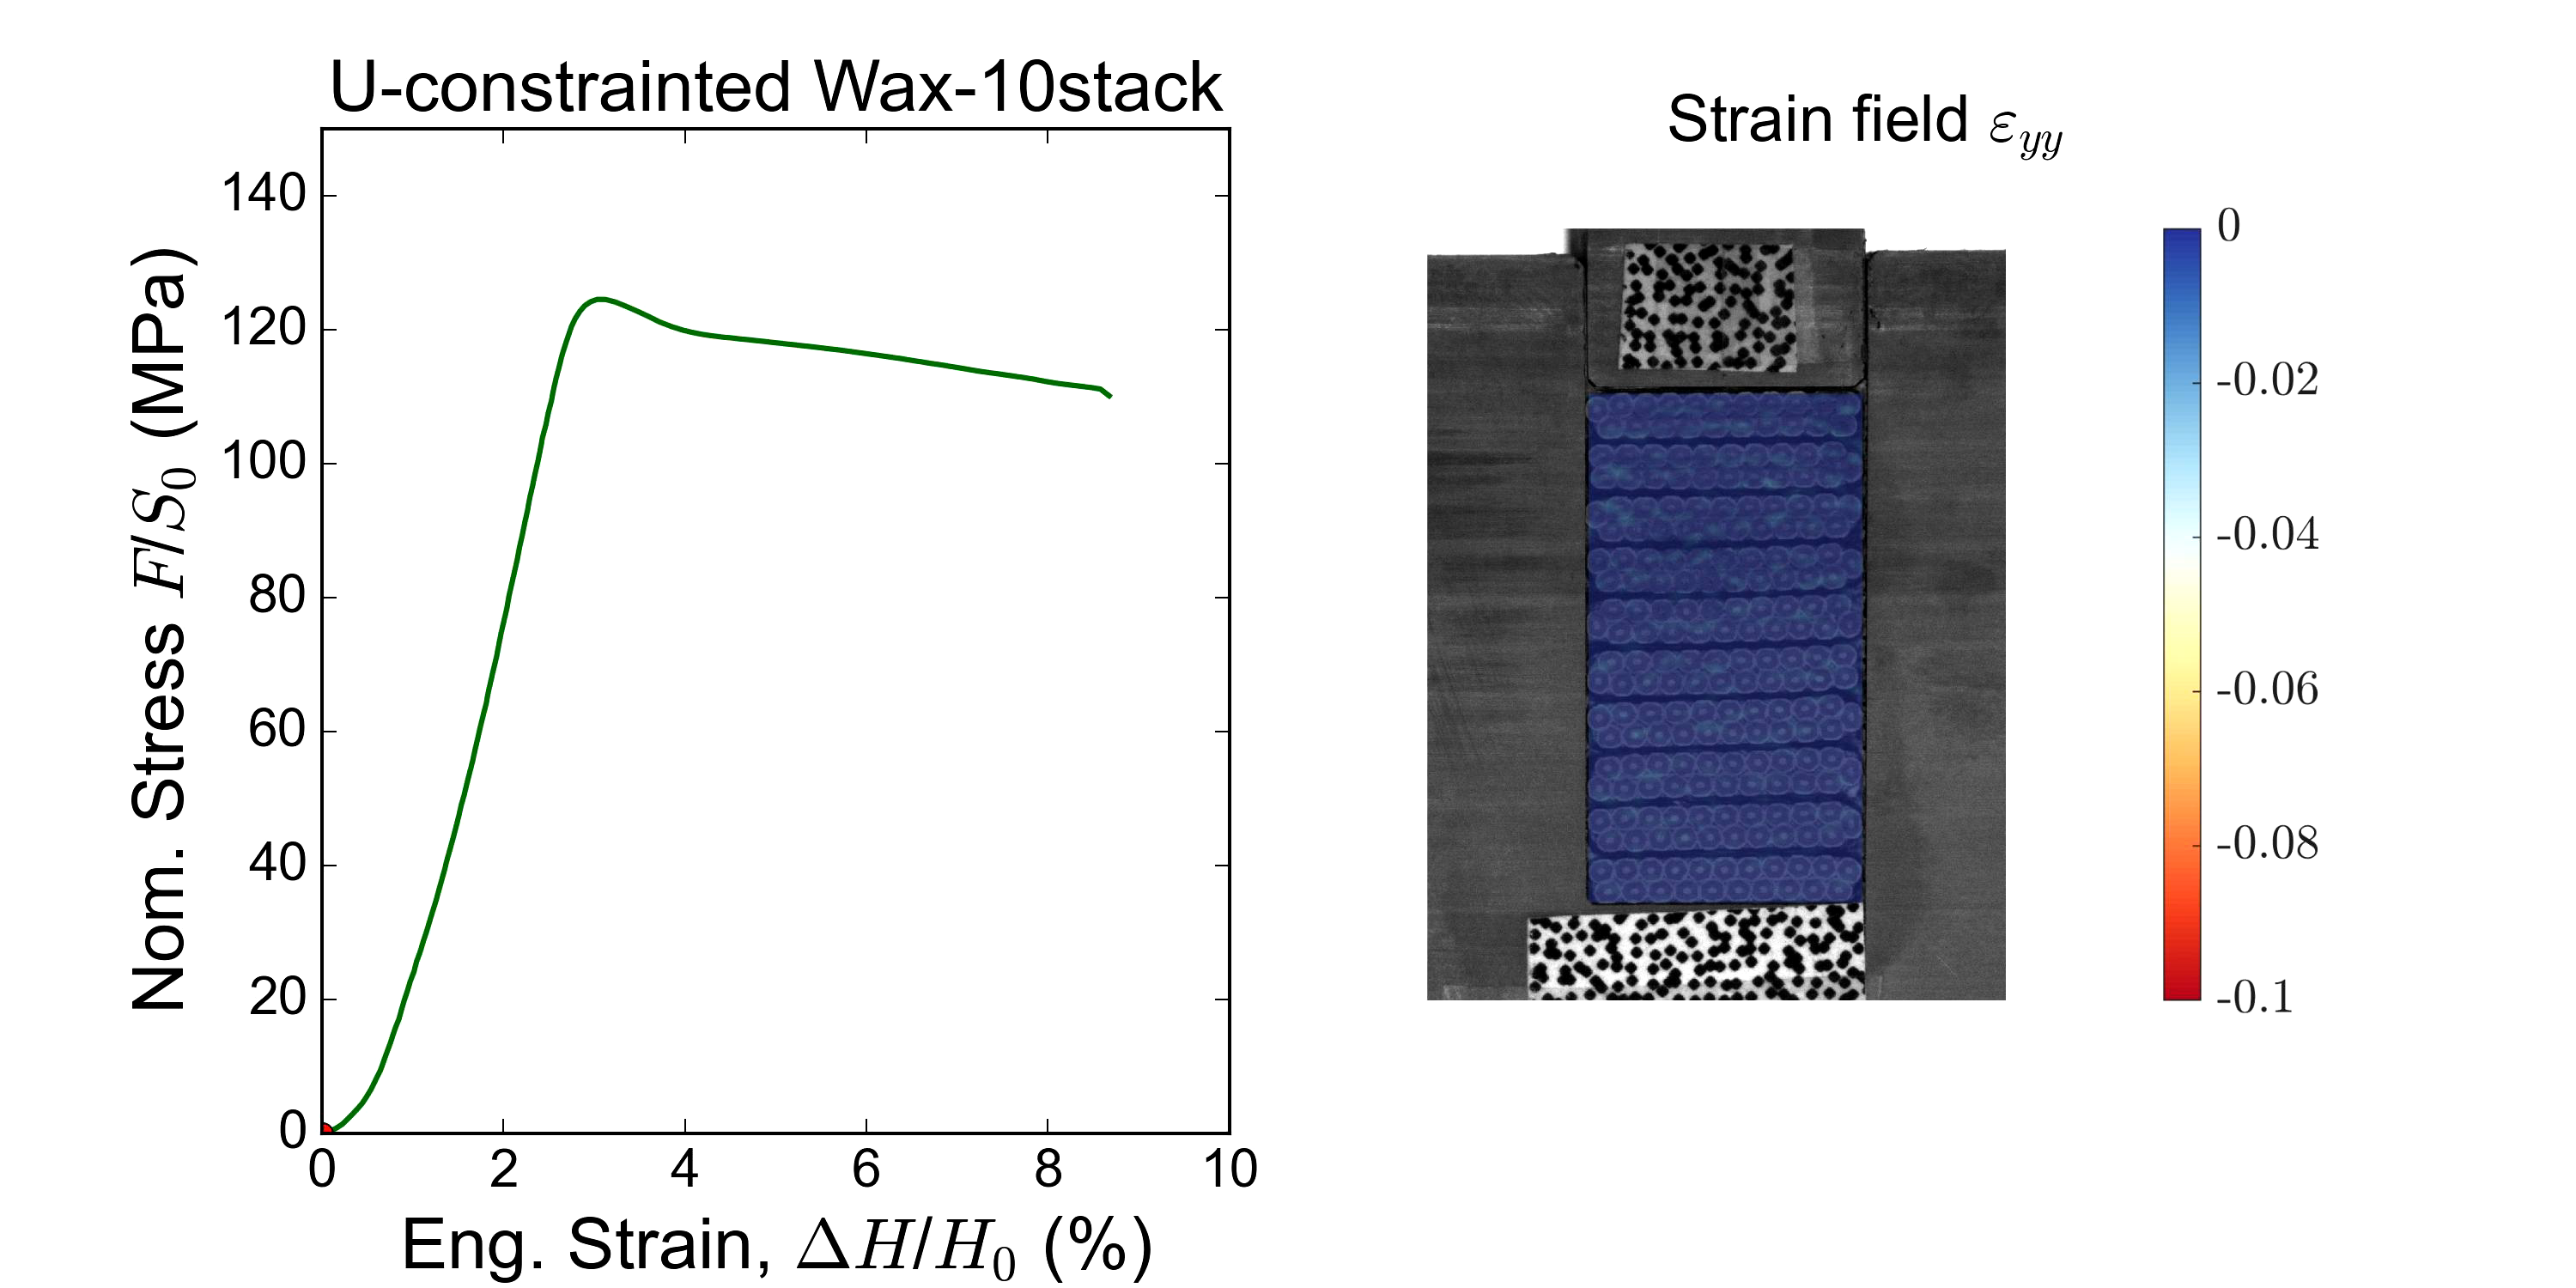 U-constrainted Wax-10stack
Nom. Stress F/S₀ (MPa)
140
120
100
80
60
40
20
0
0 2 4 6 8 10
Eng. Strain, ΔH/H₀ (%)
Strain field εyy
0
-0.02
-0.04
-0.06
-0.08
-0.1